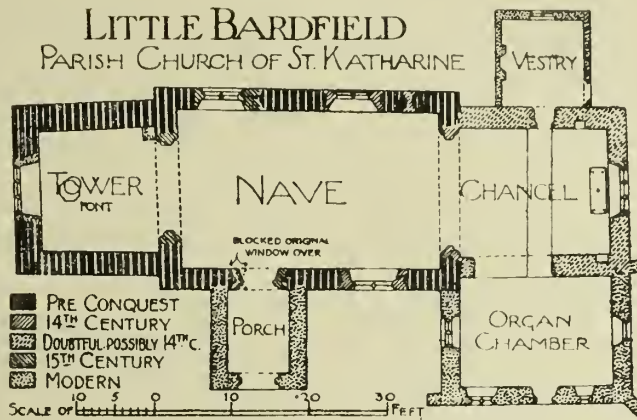 LITTLE BARDFIELD
PARISH CHURCH OF ST. KATHARINE
VESTRY
TOWER
FONT
NAVE
CHANCEL
BLOCKED ORIGINAL
WINDOW OVER
PORCH
ORGAN
CHAMBER
PRE CONQUEST
14TH CENTURY
DOUBTFUL. POSSIBLY 14TH C.
15TH CENTURY
MODERN
SCALE OF 10 5 0 10 20 30 FEET